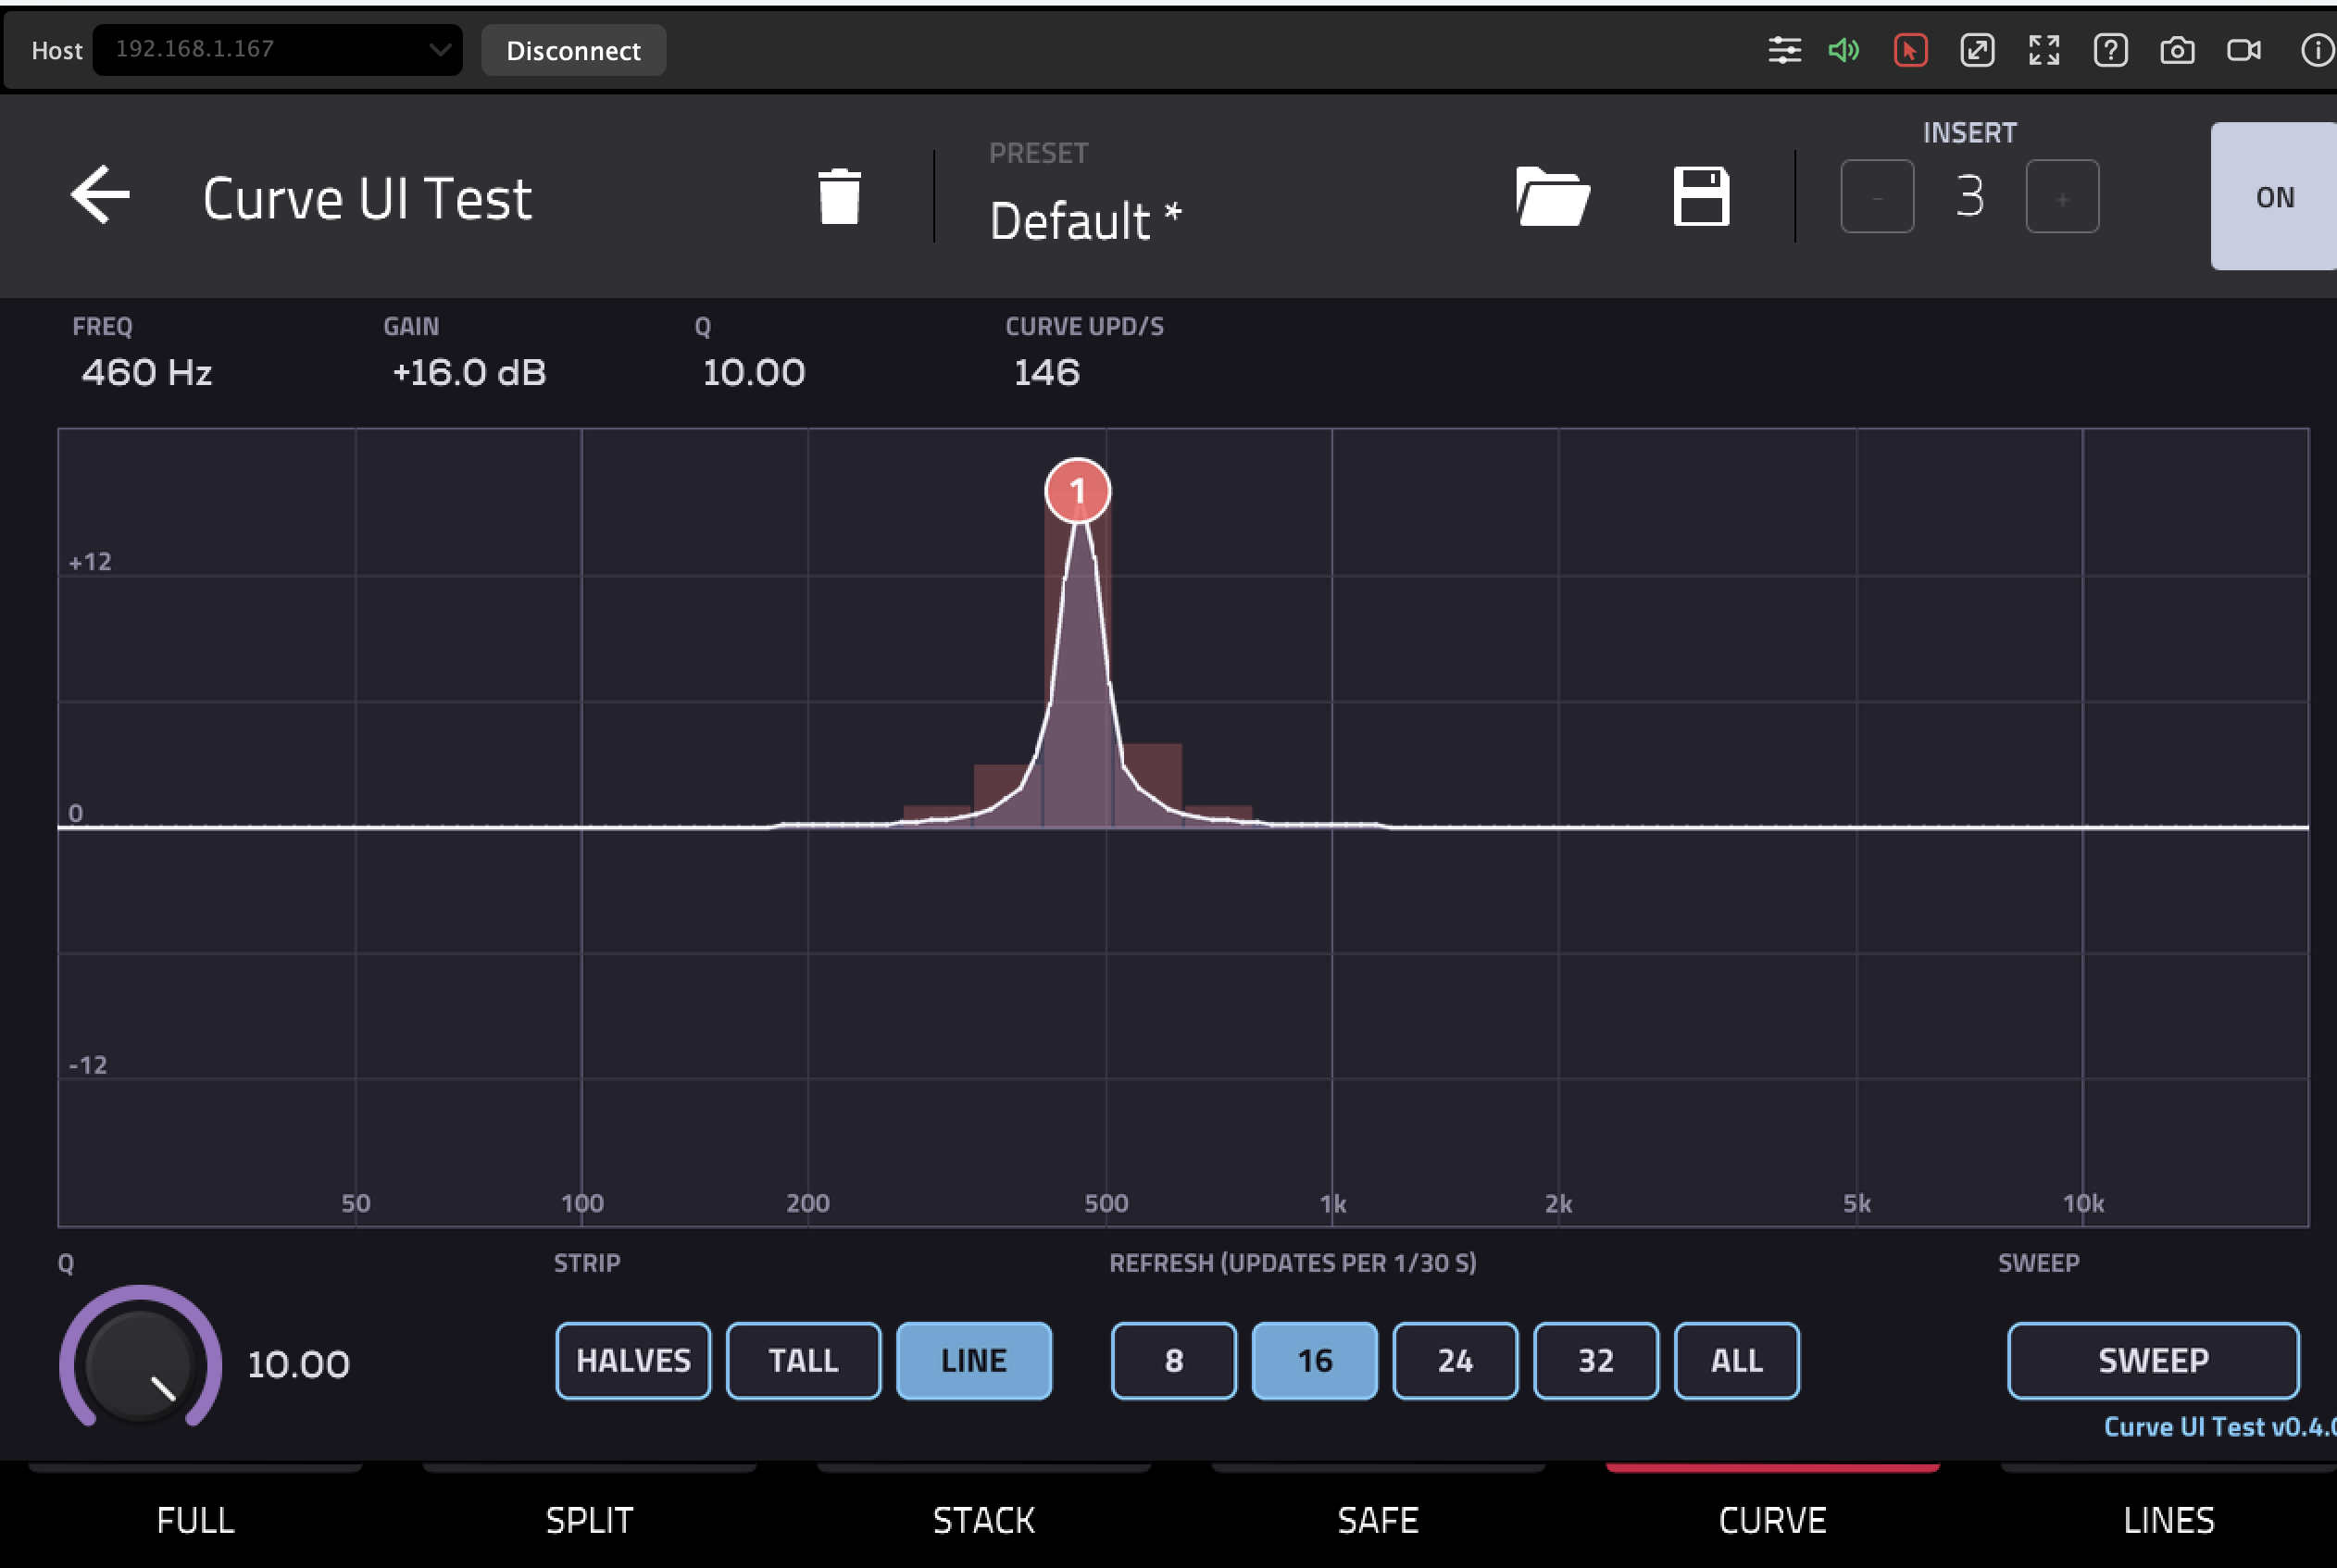 Host 192.168.1.167 Disconnect
INSERT
PRESET
Curve UI Test Default * - 3 + ON
FREQ GAIN Q CURVE UPD/S
460 Hz +16.0 dB 10.00 146
1
+12
0
-12
50 100 200 500 1k 2k 5k 10k
Q STRIP REFRESH (UPDATES PER 1/30 S) SWEEP
10.00 HALVES TALL LINE 8 16 24 32 ALL SWEEP
Curve UI Test v0.4.0
FULL SPLIT STACK SAFE CURVE LINES